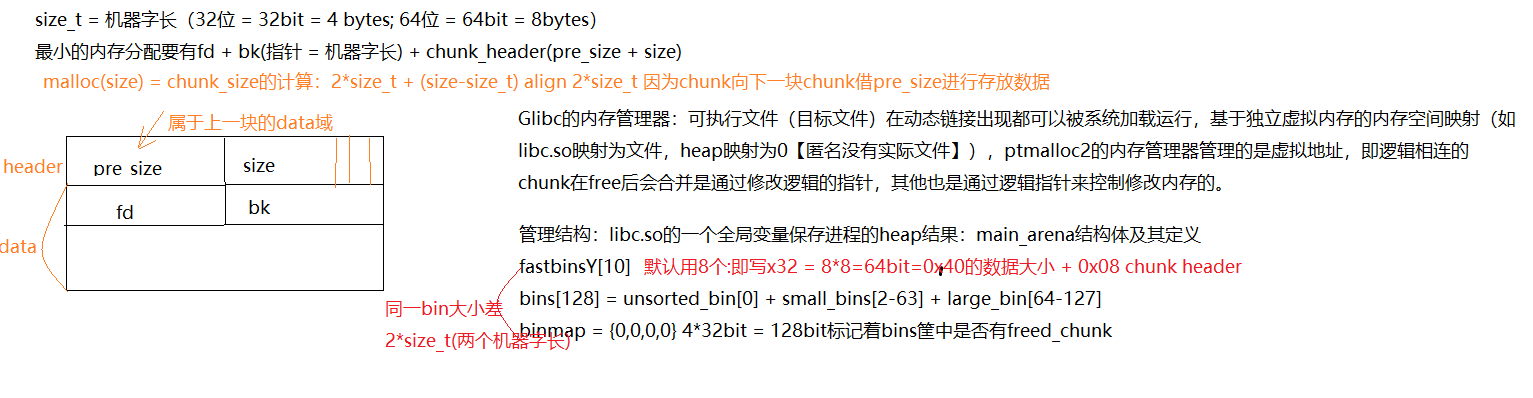 size_t = 机器字长（32位 = 32bit = 4 bytes; 64位 = 64bit = 8bytes）
最小的内存分配要有fd + bk(指针 = 机器字长) + chunk_header(pre_size + size)
malloc(size) = chunk_size的计算：2*size_t + (size-size_t) align 2*size_t 因为chunk向下一块chunk借pre_size进行存放数据
属于上一块的data域
header
pre size
size
fd
bk
data
Glibc的内存管理器：可执行文件（目标文件）在动态链接出现都可以被系统加载运行，基于独立虚拟内存的内存空间映射（如
libc.so映射为文件，heap映射为0【匿名没有实际文件】），ptmalloc2的内存管理器管理的是虚拟地址，即逻辑相连的
chunk在free后会合并是通过修改逻辑的指针，其他也是通过逻辑指针来控制修改内存的。
管理结构：libc.so的一个全局变量保存进程的heap结果：main_arena结构体及其定义
fastbinsY[10] 默认用8个:即写x32 = 8*8=64bit=0x40的数据大小 + 0x08 chunk header
bins[128] = unsorted_bin[0] + small_bins[2-63] + large_bin[64-127]
同一bin大小差
binmap = {0,0,0,0} 4*32bit = 128bit标记着bins筐中是否有freed_chunk
2*size_t(两个机器字长)